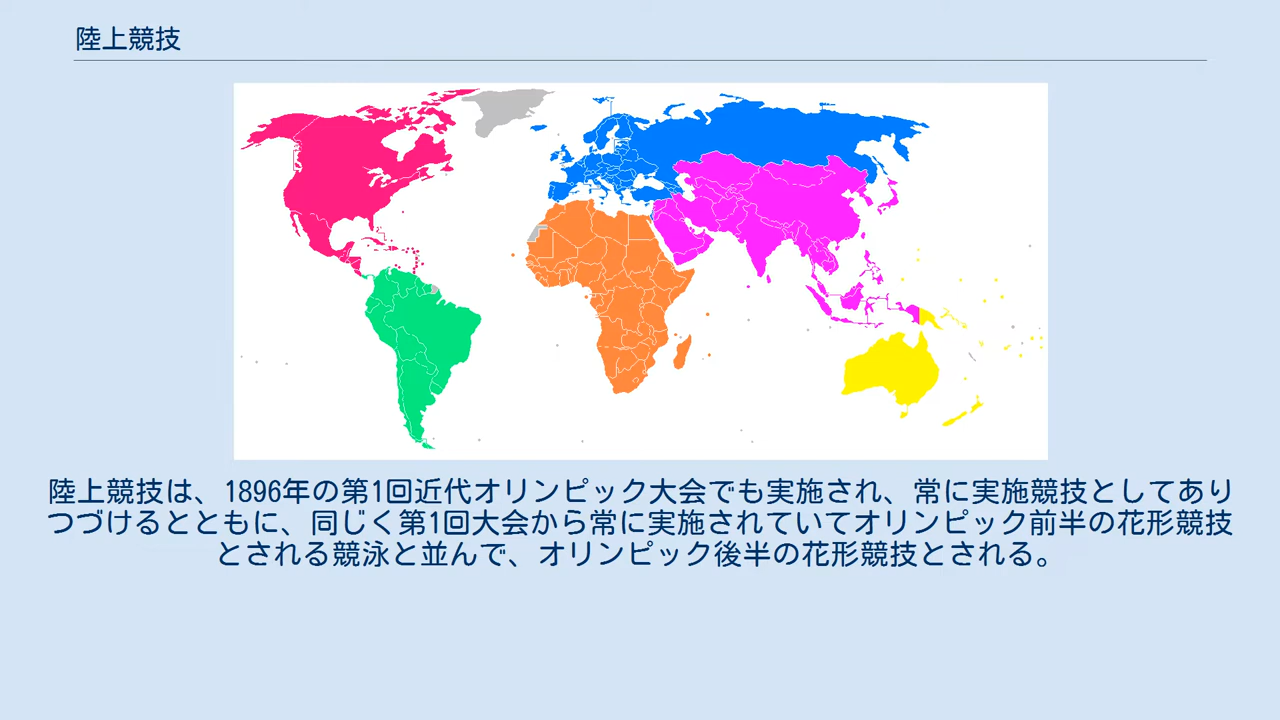 陸上競技
陸上競技は、1896年の第1回近代オリンピック大会でも実施され、常に実施競技としてあり
つづけるとともに、同じく第1回大会から常に実施されていてオリンピック前半の花形競技
とされる競泳と並んで、オリンピック後半の花形競技とされる。